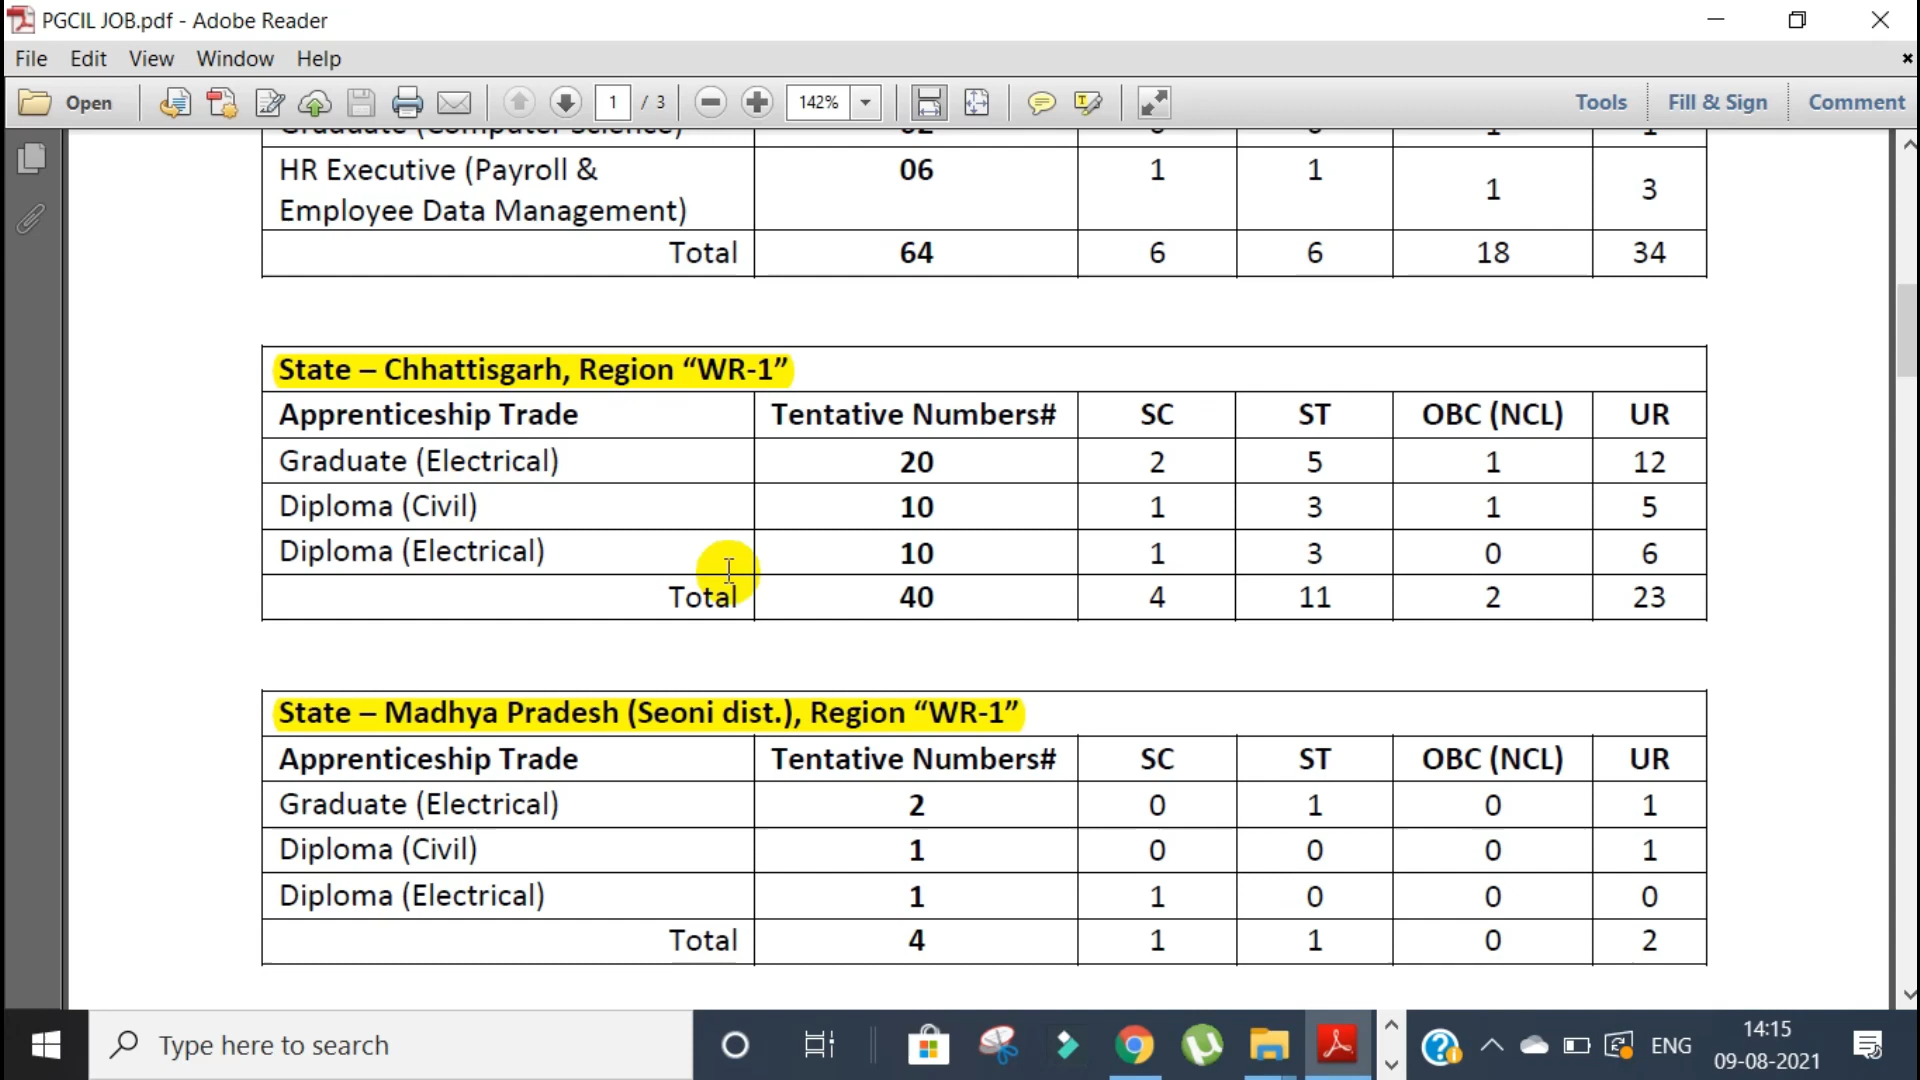 PGCIL JOB.pdf - Adobe Reader
File Edit View Window Help
Open 1 / 3 142% Tools Fill & Sign Comment
Graduate (Computer Science)
HR Executive (Payroll & Employee Data Management) 06 1 1 1 3
Total 64 6 6 18 34
State – Chhattisgarh, Region “WR-1”
Apprenticeship Trade Tentative Numbers# SC ST OBC (NCL) UR
Graduate (Electrical) 20 2 5 1 12
Diploma (Civil) 10 1 3 1 5
Diploma (Electrical) 10 1 3 0 6
Total 40 4 11 2 23
State – Madhya Pradesh (Seoni dist.), Region “WR-1”
Apprenticeship Trade Tentative Numbers# SC ST OBC (NCL) UR
Graduate (Electrical) 2 0 1 0 1
Diploma (Civil) 1 0 0 0 1
Diploma (Electrical) 1 1 0 0 0
Total 4 1 1 0 2
Type here to search ENG 14:15
09-08-2021